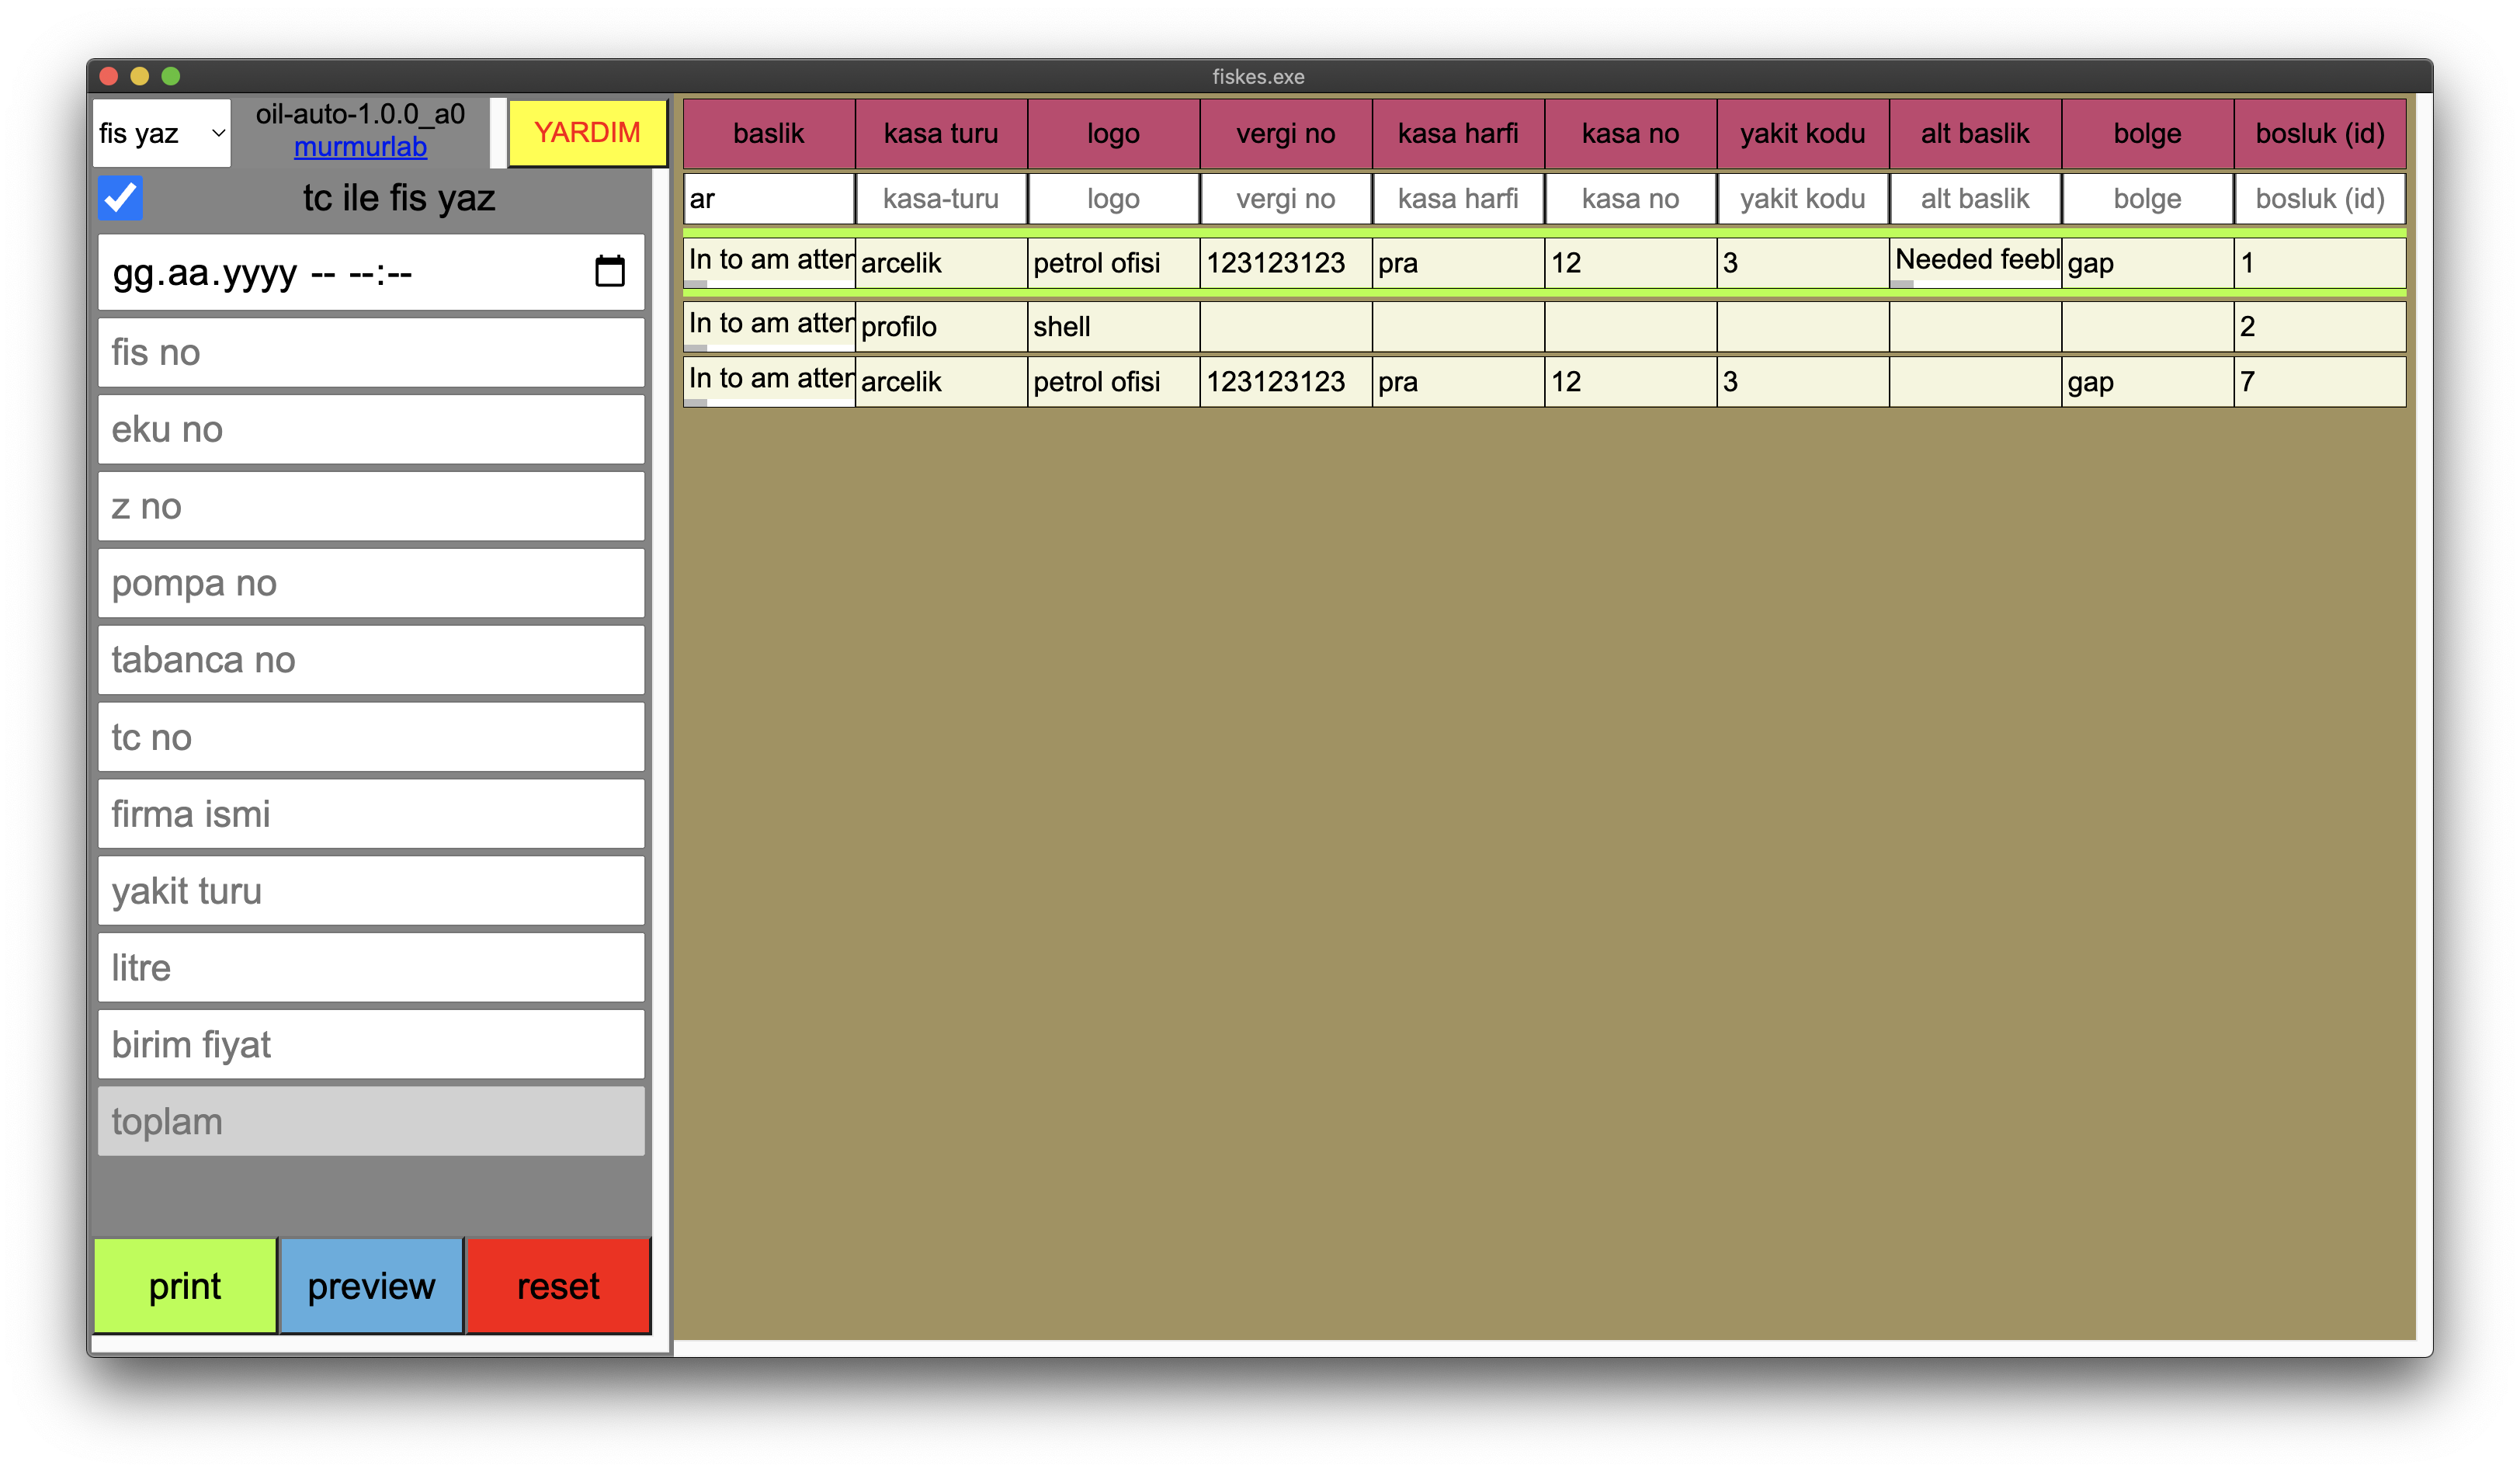 fiskes.exe
fis yaz
oil-auto-1.0.0_a0
murmurlab
YARDIM
tc ile fis yaz
gg.aa.yyyy -- --:--
fis no
eku no
z no
pompa no
tabanca no
tc no
firma ismi
yakit turu
litre
birim fiyat
toplam
print preview reset
baslik kasa turu logo vergi no kasa harfi kasa no yakit kodu alt baslik bolge bosluk (id)
ar kasa-turu logo vergi no kasa harfi kasa no yakit kodu alt baslik bolge bosluk (id)
In to am atten arcelik petrol ofisi 123123123 pra 12 3 Needed feebl gap 1
In to am atten profilo shell 2
In to am atten arcelik petrol ofisi 123123123 pra 12 3 gap 7